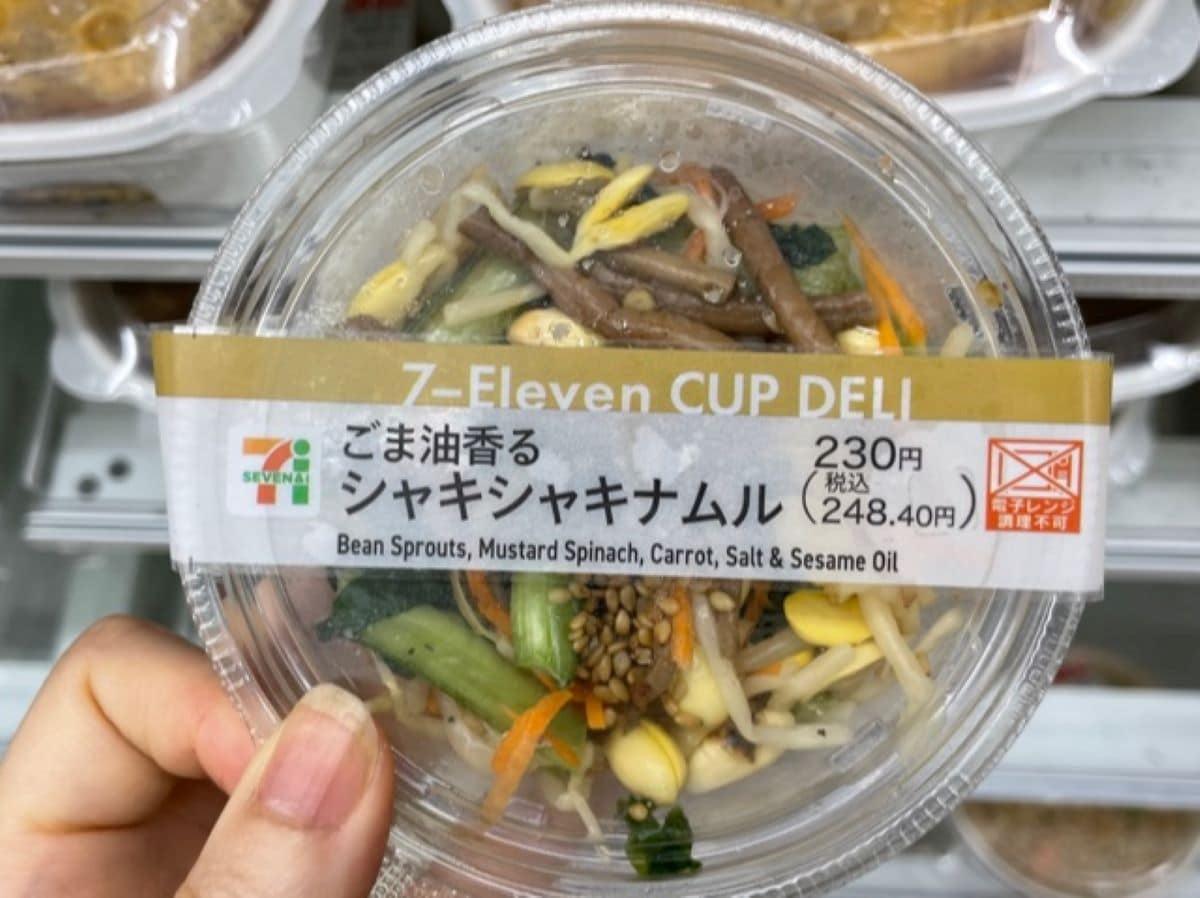 7-Eleven CUP DELI
SEVEN&i
ごま油香る
シャキシャキナムル
230円
(税込
248.40円)
電子レンジ
調理不可
Bean Sprouts, Mustard Spinach, Carrot, Salt & Sesame Oil